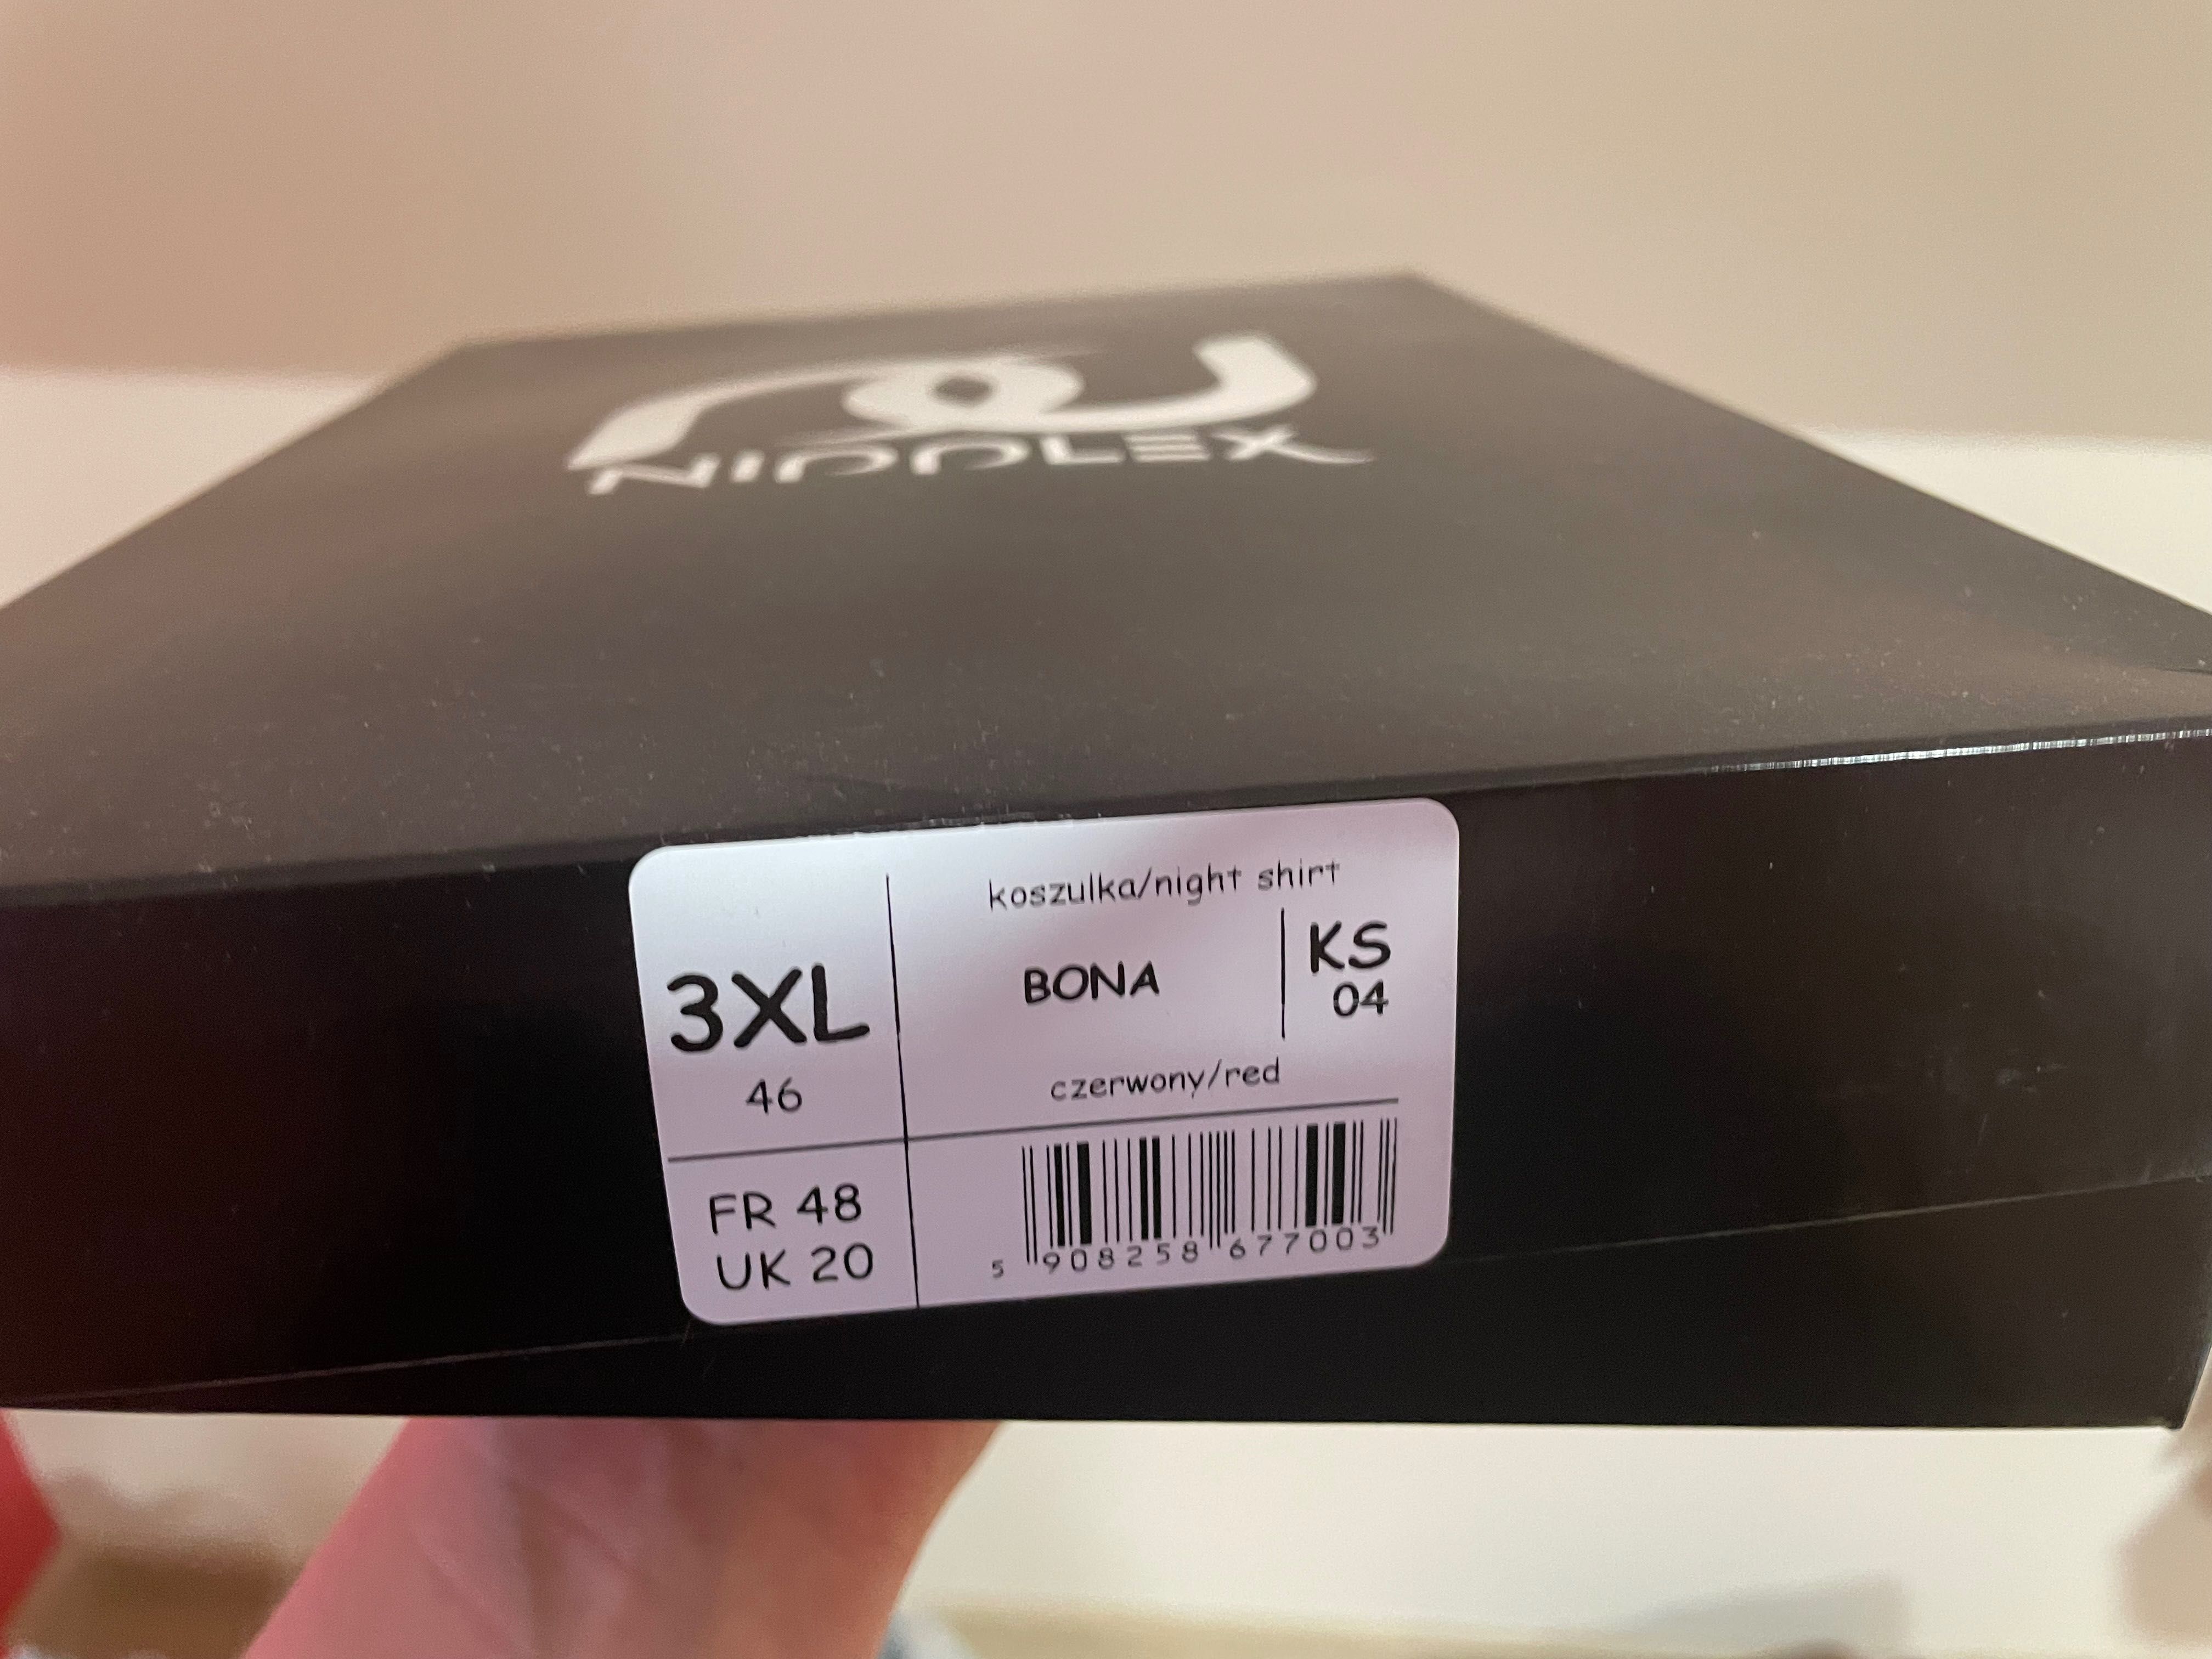 NIPPLEX
koszulka/night shirt
3XL
46
BONA
KS
04
czerwony/red
FR 48
UK 20
5 908258 677003